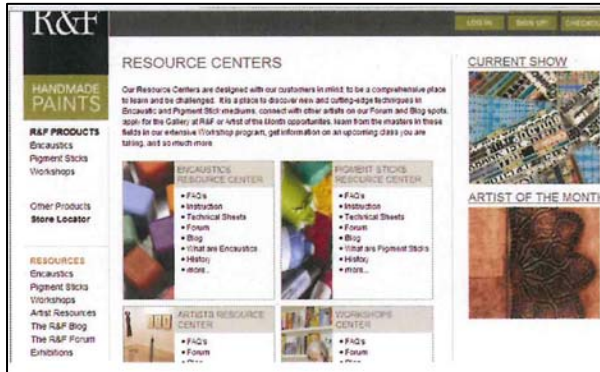 R&F
HANDMADE
PAINTS
R&F PRODUCTS
Encaustics
Pigment Sticks
Workshops
Other Products
Store Locator
RESOURCES
Encaustics
Pigment Sticks
Workshops
Artist Resources
The R&F Blog
The R&F Forum
Exhibitions
LOG IN
SIGN UP
CHECKOUT
RESOURCE CENTERS
Our Resource Centers are designed with our customers in mind, to be a comprehensive place
to learn and be challenged. It is a place to discover new and cutting-edge techniques in
Encaustic and Pigment Stick mediums, connect with other artists on our Forum and Blog spots,
apply for the Gallery at R&F or Artist of the Month opportunities, learn from the masters in these
fields in our extensive Workshop program, get information on an upcoming class you are
taking, and so much more.
ENCAUSTICS
RESOURCE CENTER
• FAQ's
• Instruction
• Technical Sheets
• Forum
• Blog
• What are Encaustics
• History
• more...
PIGMENT STICKS
RESOURCE CENTER
• FAQ's
• Instruction
• Technical Sheets
• Forum
• Blog
• What are Pigment Sticks
• History
• more...
ARTISTS RESOURCE
CENTER
• FAQ's
• Forum
WORKSHOPS
CENTER
• FAQ's
• Forum
CURRENT SHOW
ARTIST OF THE MONTH